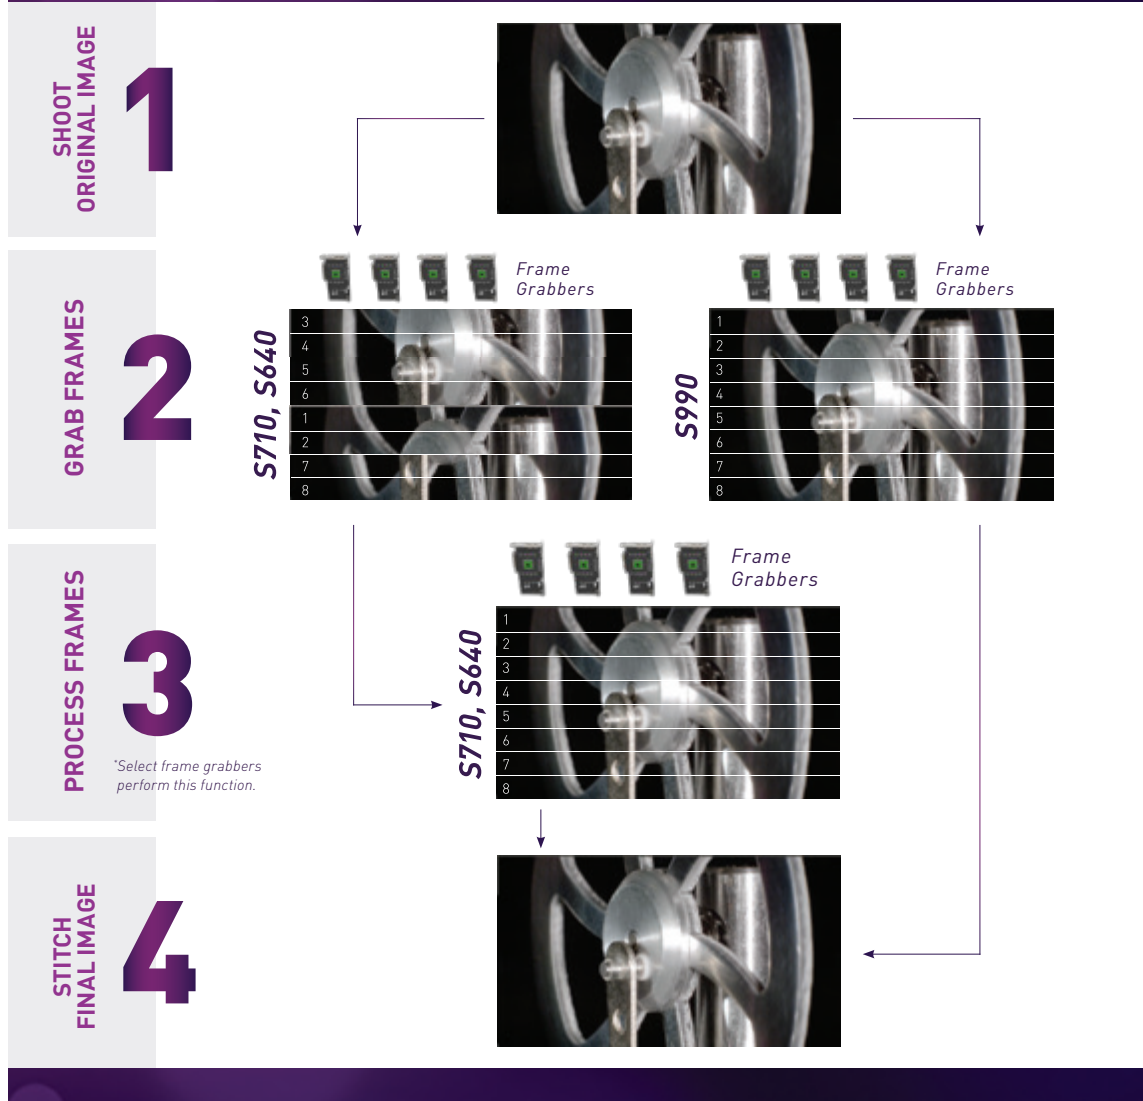 SHOOT
ORIGINAL IMAGE
1
GRAB FRAMES
2
Frame
Grabbers
S710, S640
3
4
5
6
1
2
7
8
Frame
Grabbers
S990
1
2
3
4
5
6
7
8
PROCESS FRAMES
3
*Select frame grabbers
perform this function.
Frame
Grabbers
S710, S640
1
2
3
4
5
6
7
8
STITCH
FINAL IMAGE
4